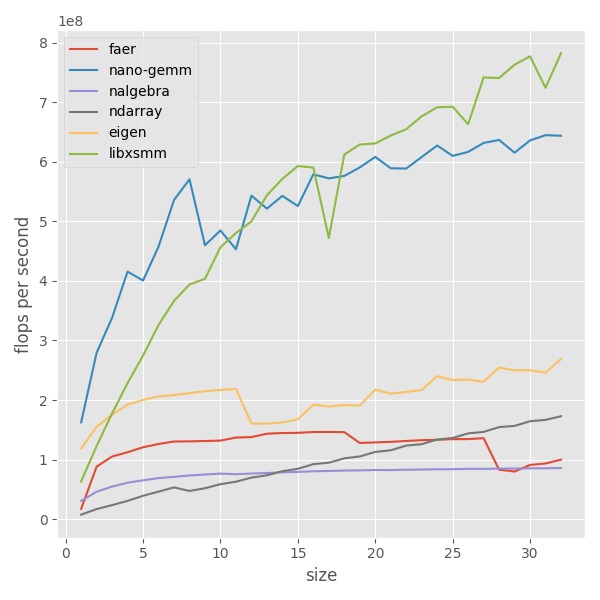 1e8
faer
nano-gemm
nalgebra
ndarray
eigen
libxsmm
8
7
6
5
4
3
2
1
0
flops per second
0 5 10 15 20 25 30
size